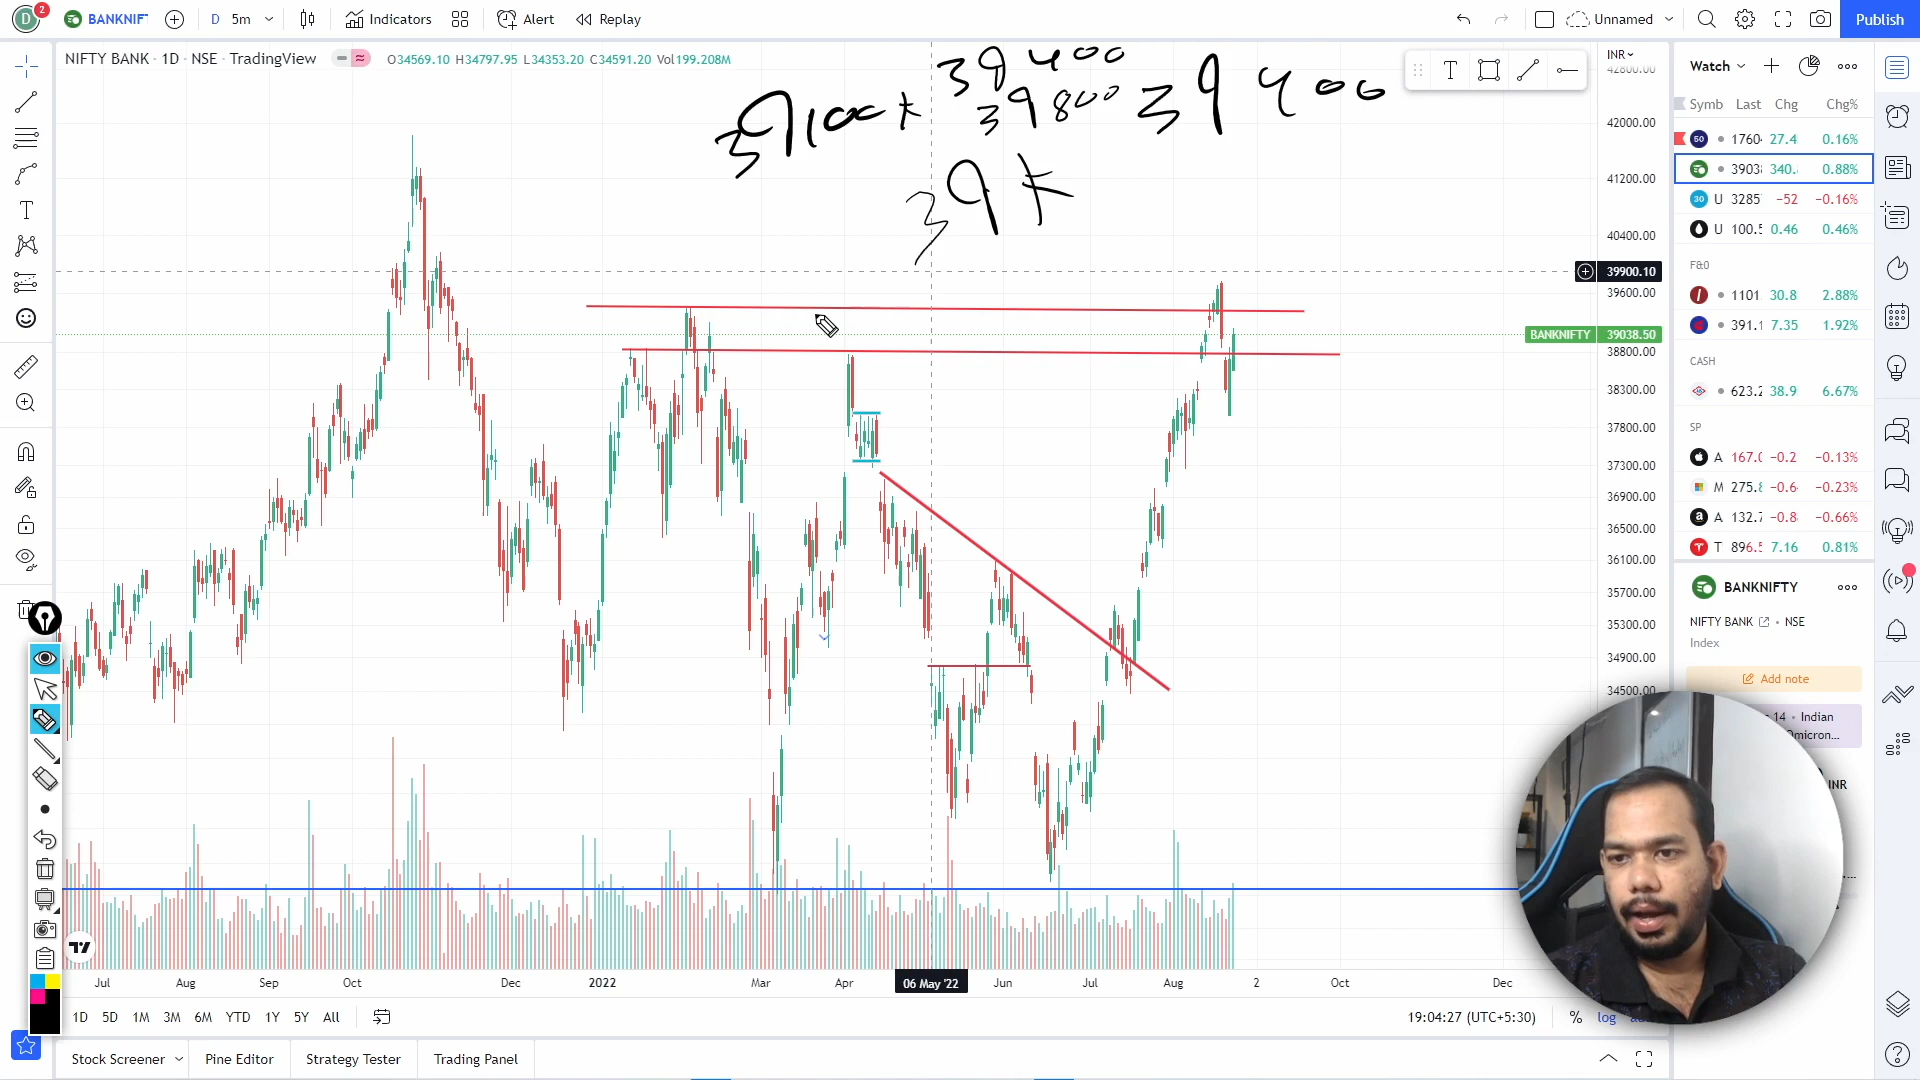 D
2
BANKNIF
D
5m
Indicators
Alert
Replay
Unnamed
Publish
NIFTY BANK · 1D · NSE · TradingView
O34569.10 H34797.95 L34353.20 C34591.20 Vol199.208M
39400
39800
39400
39k
T
INR
42800.00
42000.00
41200.00
40400.00
39900.10
39600.00
BANKNIFTY 39038.50
38800.00
38300.00
37800.00
37300.00
36900.00
36500.00
36100.00
35700.00
35300.00
34900.00
34500.00
Watch
Symb Last Chg Chg%
50 1760 27.4 0.16%
3903 340. 0.88%
30 U 3285 −52 −0.16%
U 100.5 0.46 0.46%
F&O
1101 30.8 2.88%
391.1 7.35 1.92%
CASH
623.2 38.9 6.67%
SP
A 167.0 −0.2 −0.13%
M 275.8 −0.6 −0.23%
A 132.7 −0.8 −0.66%
T 896.5 7.16 0.81%
BANKNIFTY
NIFTY BANK · NSE
Index
Add note
14 · Indian
Omicron...
INR
Jul Aug Sep Oct Dec 2022 Mar Apr 06 May '22 Jun Jul Aug 2 Oct Dec
1D 5D 1M 3M 6M YTD 1Y 5Y All
19:04:27 (UTC+5:30)
% log
Stock Screener
Pine Editor
Strategy Tester
Trading Panel